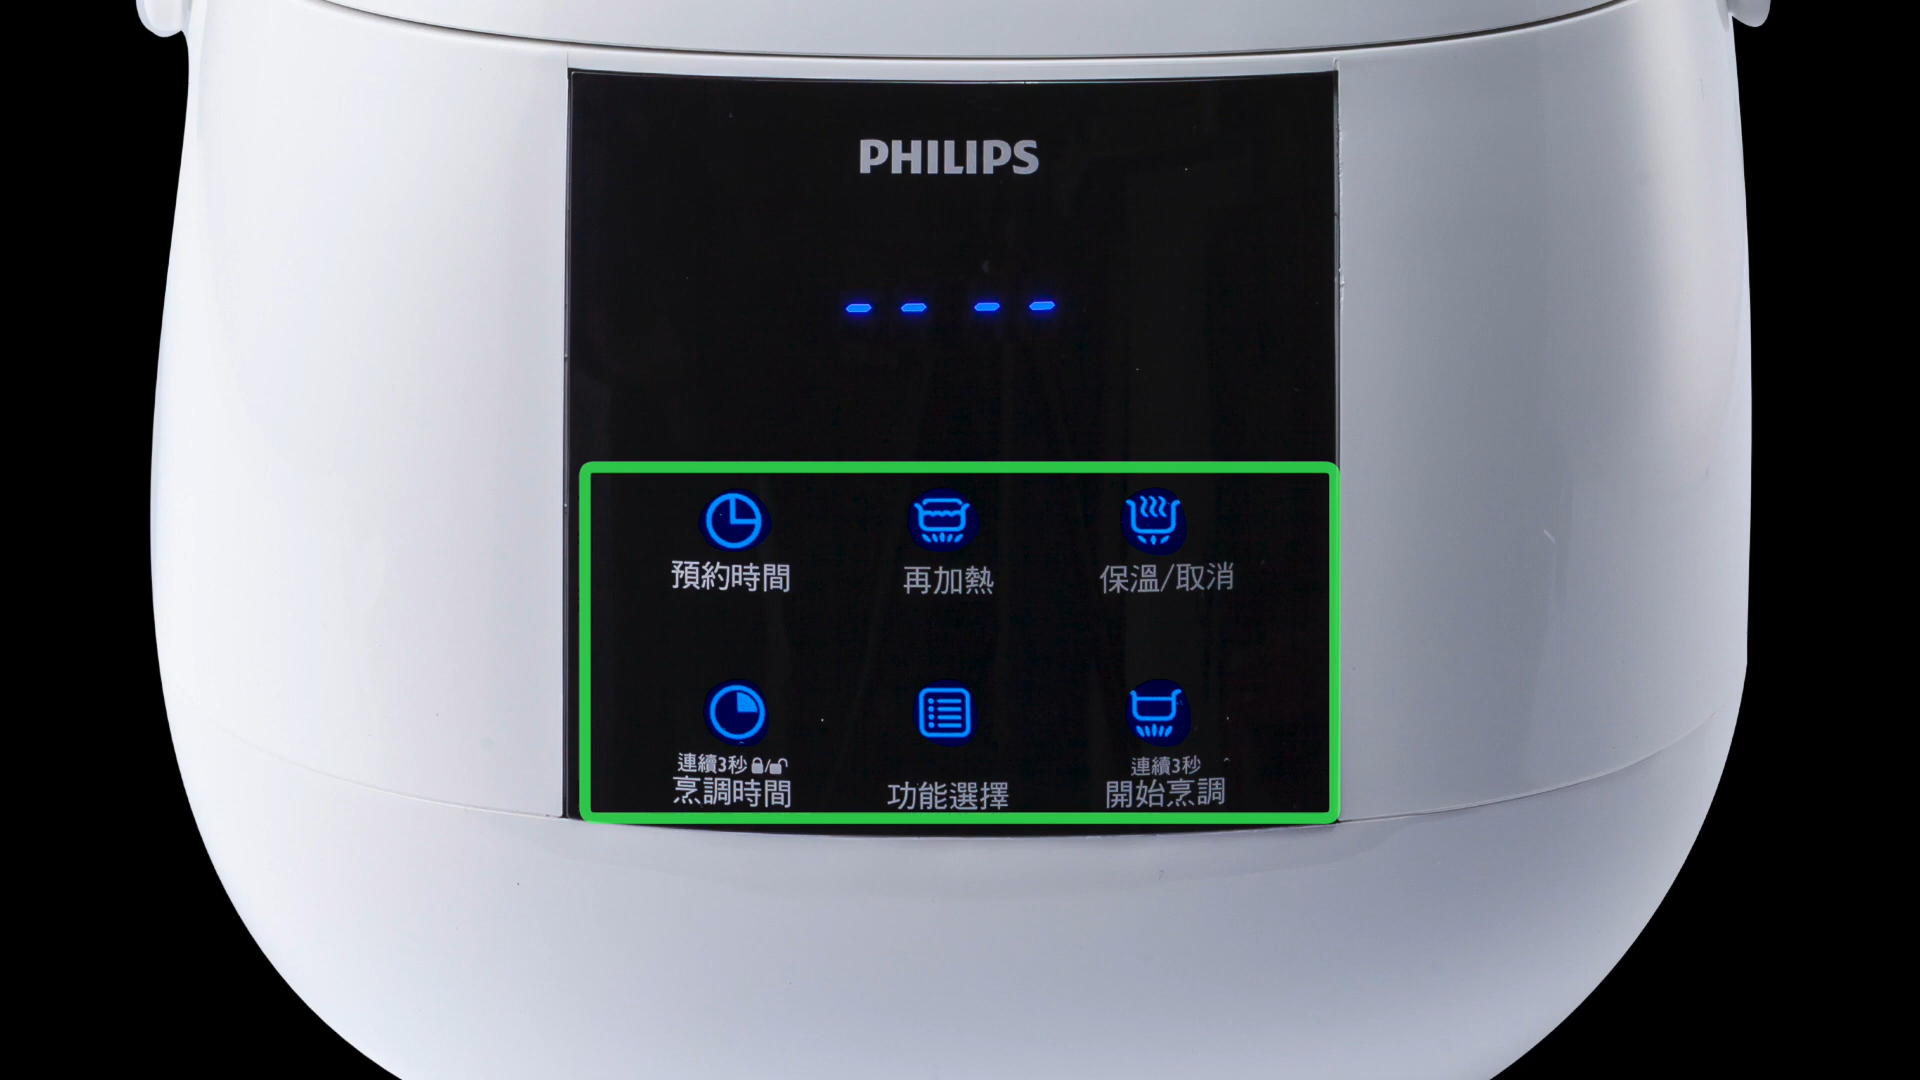 PHILIPS
- - - -
預約時間 再加熱 保溫/取消
連續3秒 / 連續3秒
烹調時間 功能選擇 開始烹調